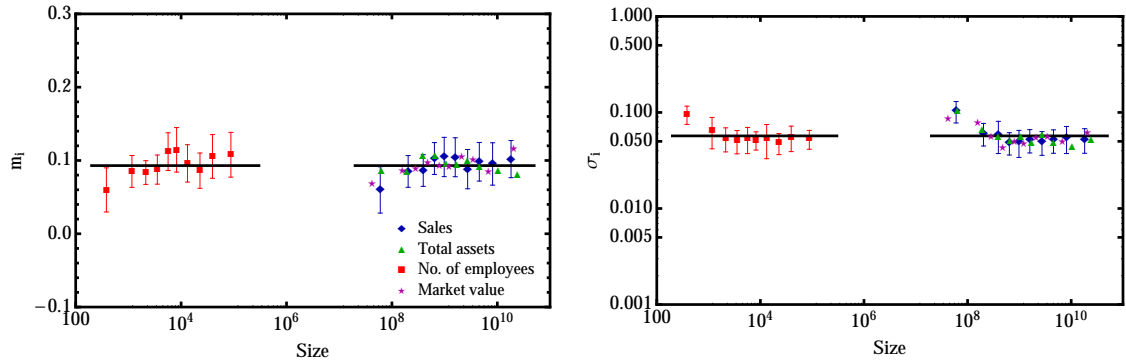 0.3
0.2
0.1
0.0
−0.1
m_i
100
10^4
10^6
10^8
10^10
Size
Sales
Total assets
No. of employees
Market value
1.000
0.500
0.100
0.050
0.010
0.005
0.001
σ_i
100
10^4
10^6
10^8
10^10
Size